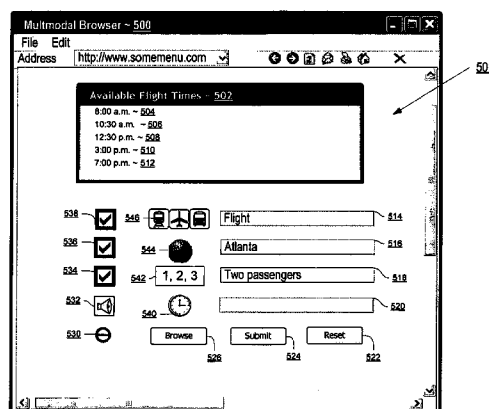 Multimodal Browser ~ 500
File Edit
Address http://www.somemenu.com
50
Available Flight Times ~ 502
8:00 a.m. ~ 504
10:30 a.m. ~ 506
12:30 p.m. ~ 508
3:00 p.m. ~ 510
7:00 p.m. ~ 512
538 546 Flight 514
536 544 Atlanta 516
534 542 1, 2, 3 Two passengers 518
532 540 520
530 Browse Submit Reset
526 524 522